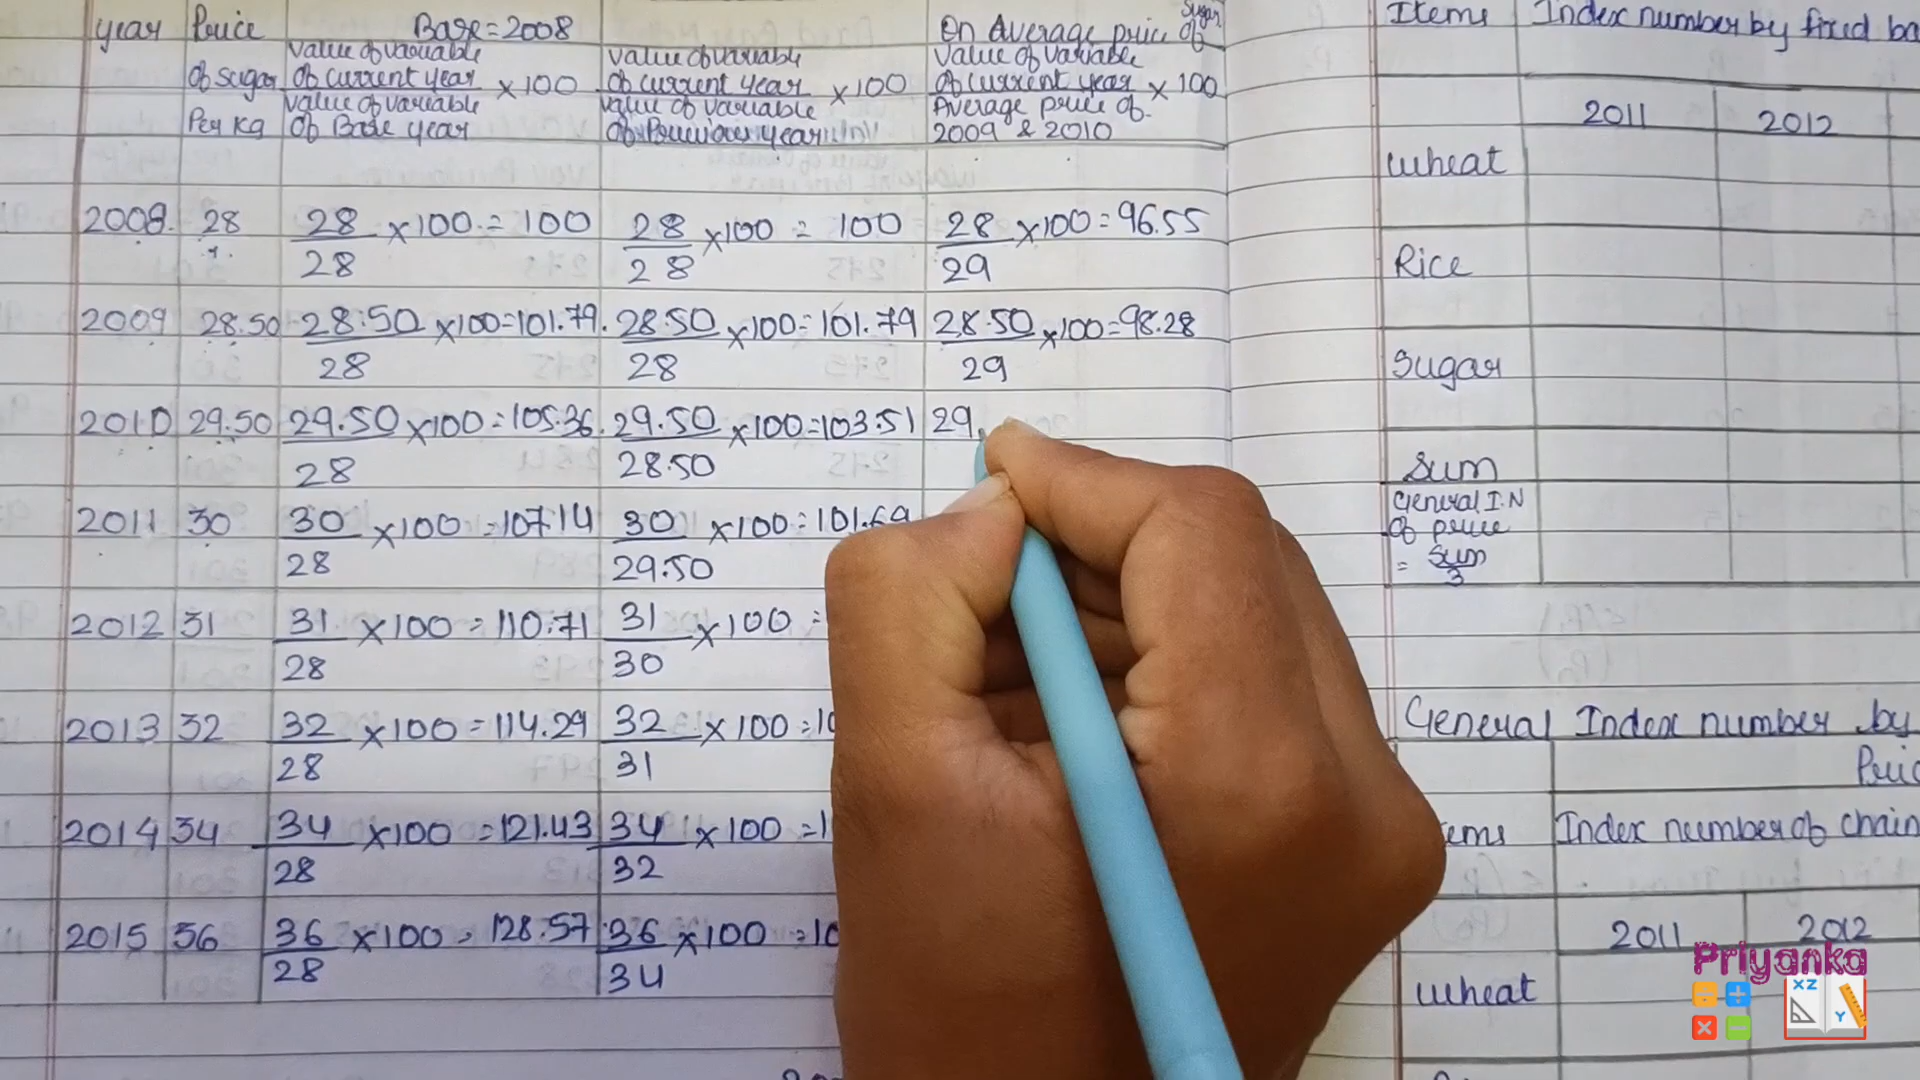 year Price Base=2008 On Average price of Sugar
of sugar Value of variable of current year × 100 Value of variable of current year × 100 Value of variable of current year × 100
Per Kg Value of variable of Base year Value of variable of Previous year Average price of 2009 & 2010
2008. 28 28/28 ×100 = 100 28/28 ×100 = 100 28/29 ×100 = 96.55
2009 28.50 28.50/28 ×100=101.79. 28.50/28 ×100=101.79 28.50/29 ×100=98.28
2010 29.50 29.50/28 ×100=105.36. 29.50/28.50 ×100=103.51 29.
2011 30 30/28 ×100 =107.14 30/29.50 ×100=101.69
2012 31 31/28 ×100 = 110.71 31/30 ×100 =
2013 32 32/28 ×100 =114.29 32/31 ×100=10
2014 34 34/28 ×100 =121.43 34/32 ×100 =1
2015 56 36/28 ×100 = 128.57 36/34 ×100 =10
Items Index number by fixed ba
2011 2012
Wheat
Rice
Sugar
Sum
General I.N
Of price
= Sum/3
General Index number by
Pric
ems Index number of chain
2011 2012
Wheat
Priyanka
XZ
Y